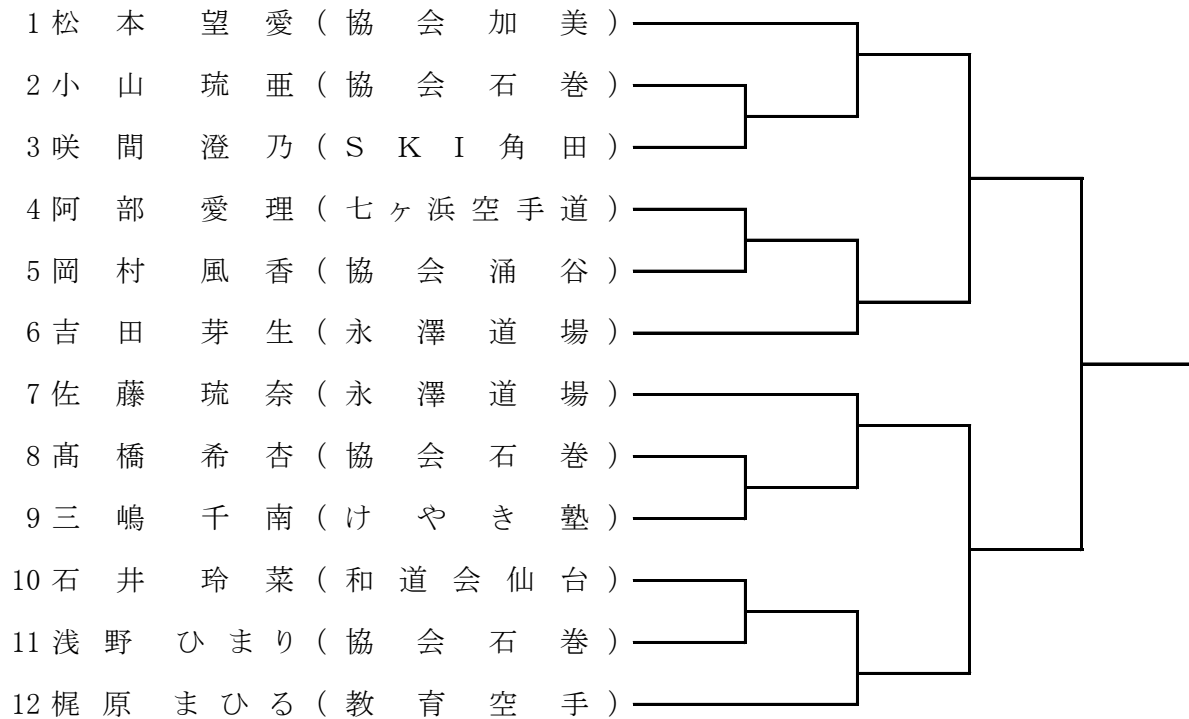 1 松本 望愛 (協会加美)
2 小山 琉亜 (協会石巻)
3 咲間 澄乃 (SKI角田)
4 阿部 愛理 (七ヶ浜空手道)
5 岡村 風香 (協会涌谷)
6 吉田 芽生 (永澤道場)
7 佐藤 琉奈 (永澤道場)
8 髙橋 希杏 (協会石巻)
9 三嶋 千南 (けやき塾)
10 石井 玲菜 (和道会仙台)
11 浅野 ひまり (協会石巻)
12 梶原 まひる (教育空手)